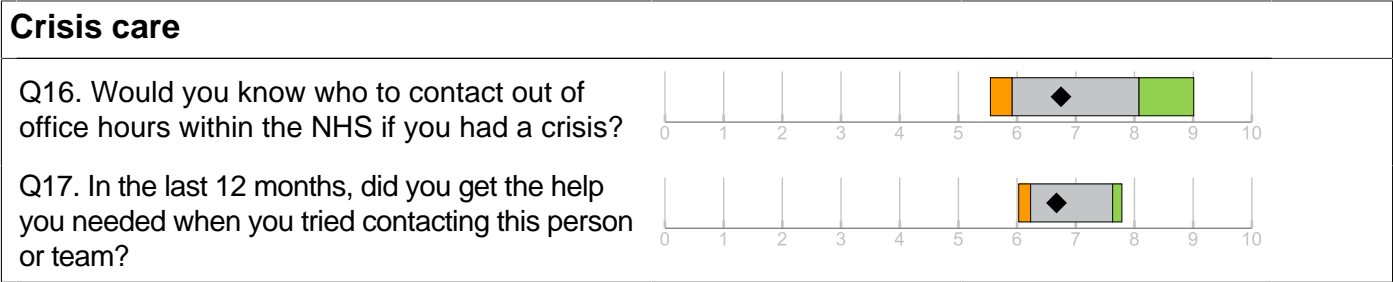 Crisis care
Q16. Would you know who to contact out of
office hours within the NHS if you had a crisis?
0 1 2 3 4 5 6 7 8 9 10
Q17. In the last 12 months, did you get the help
you needed when you tried contacting this person
or team?
0 1 2 3 4 5 6 7 8 9 10